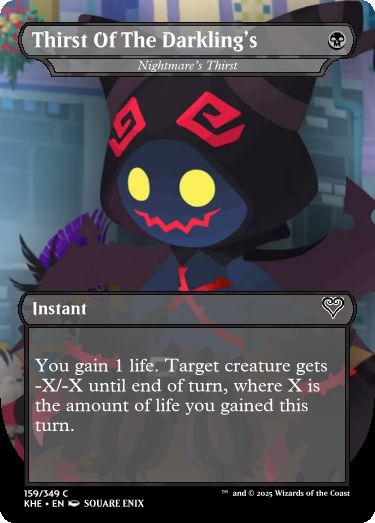 Thirst Of The Darkling's
Nightmare's Thirst
Instant
You gain 1 life. Target creature gets
-X/-X until end of turn, where X is
the amount of life you gained this
turn.
159/349 C
KHE • EN SQUARE ENIX
™ and © 2025 Wizards of the Coast